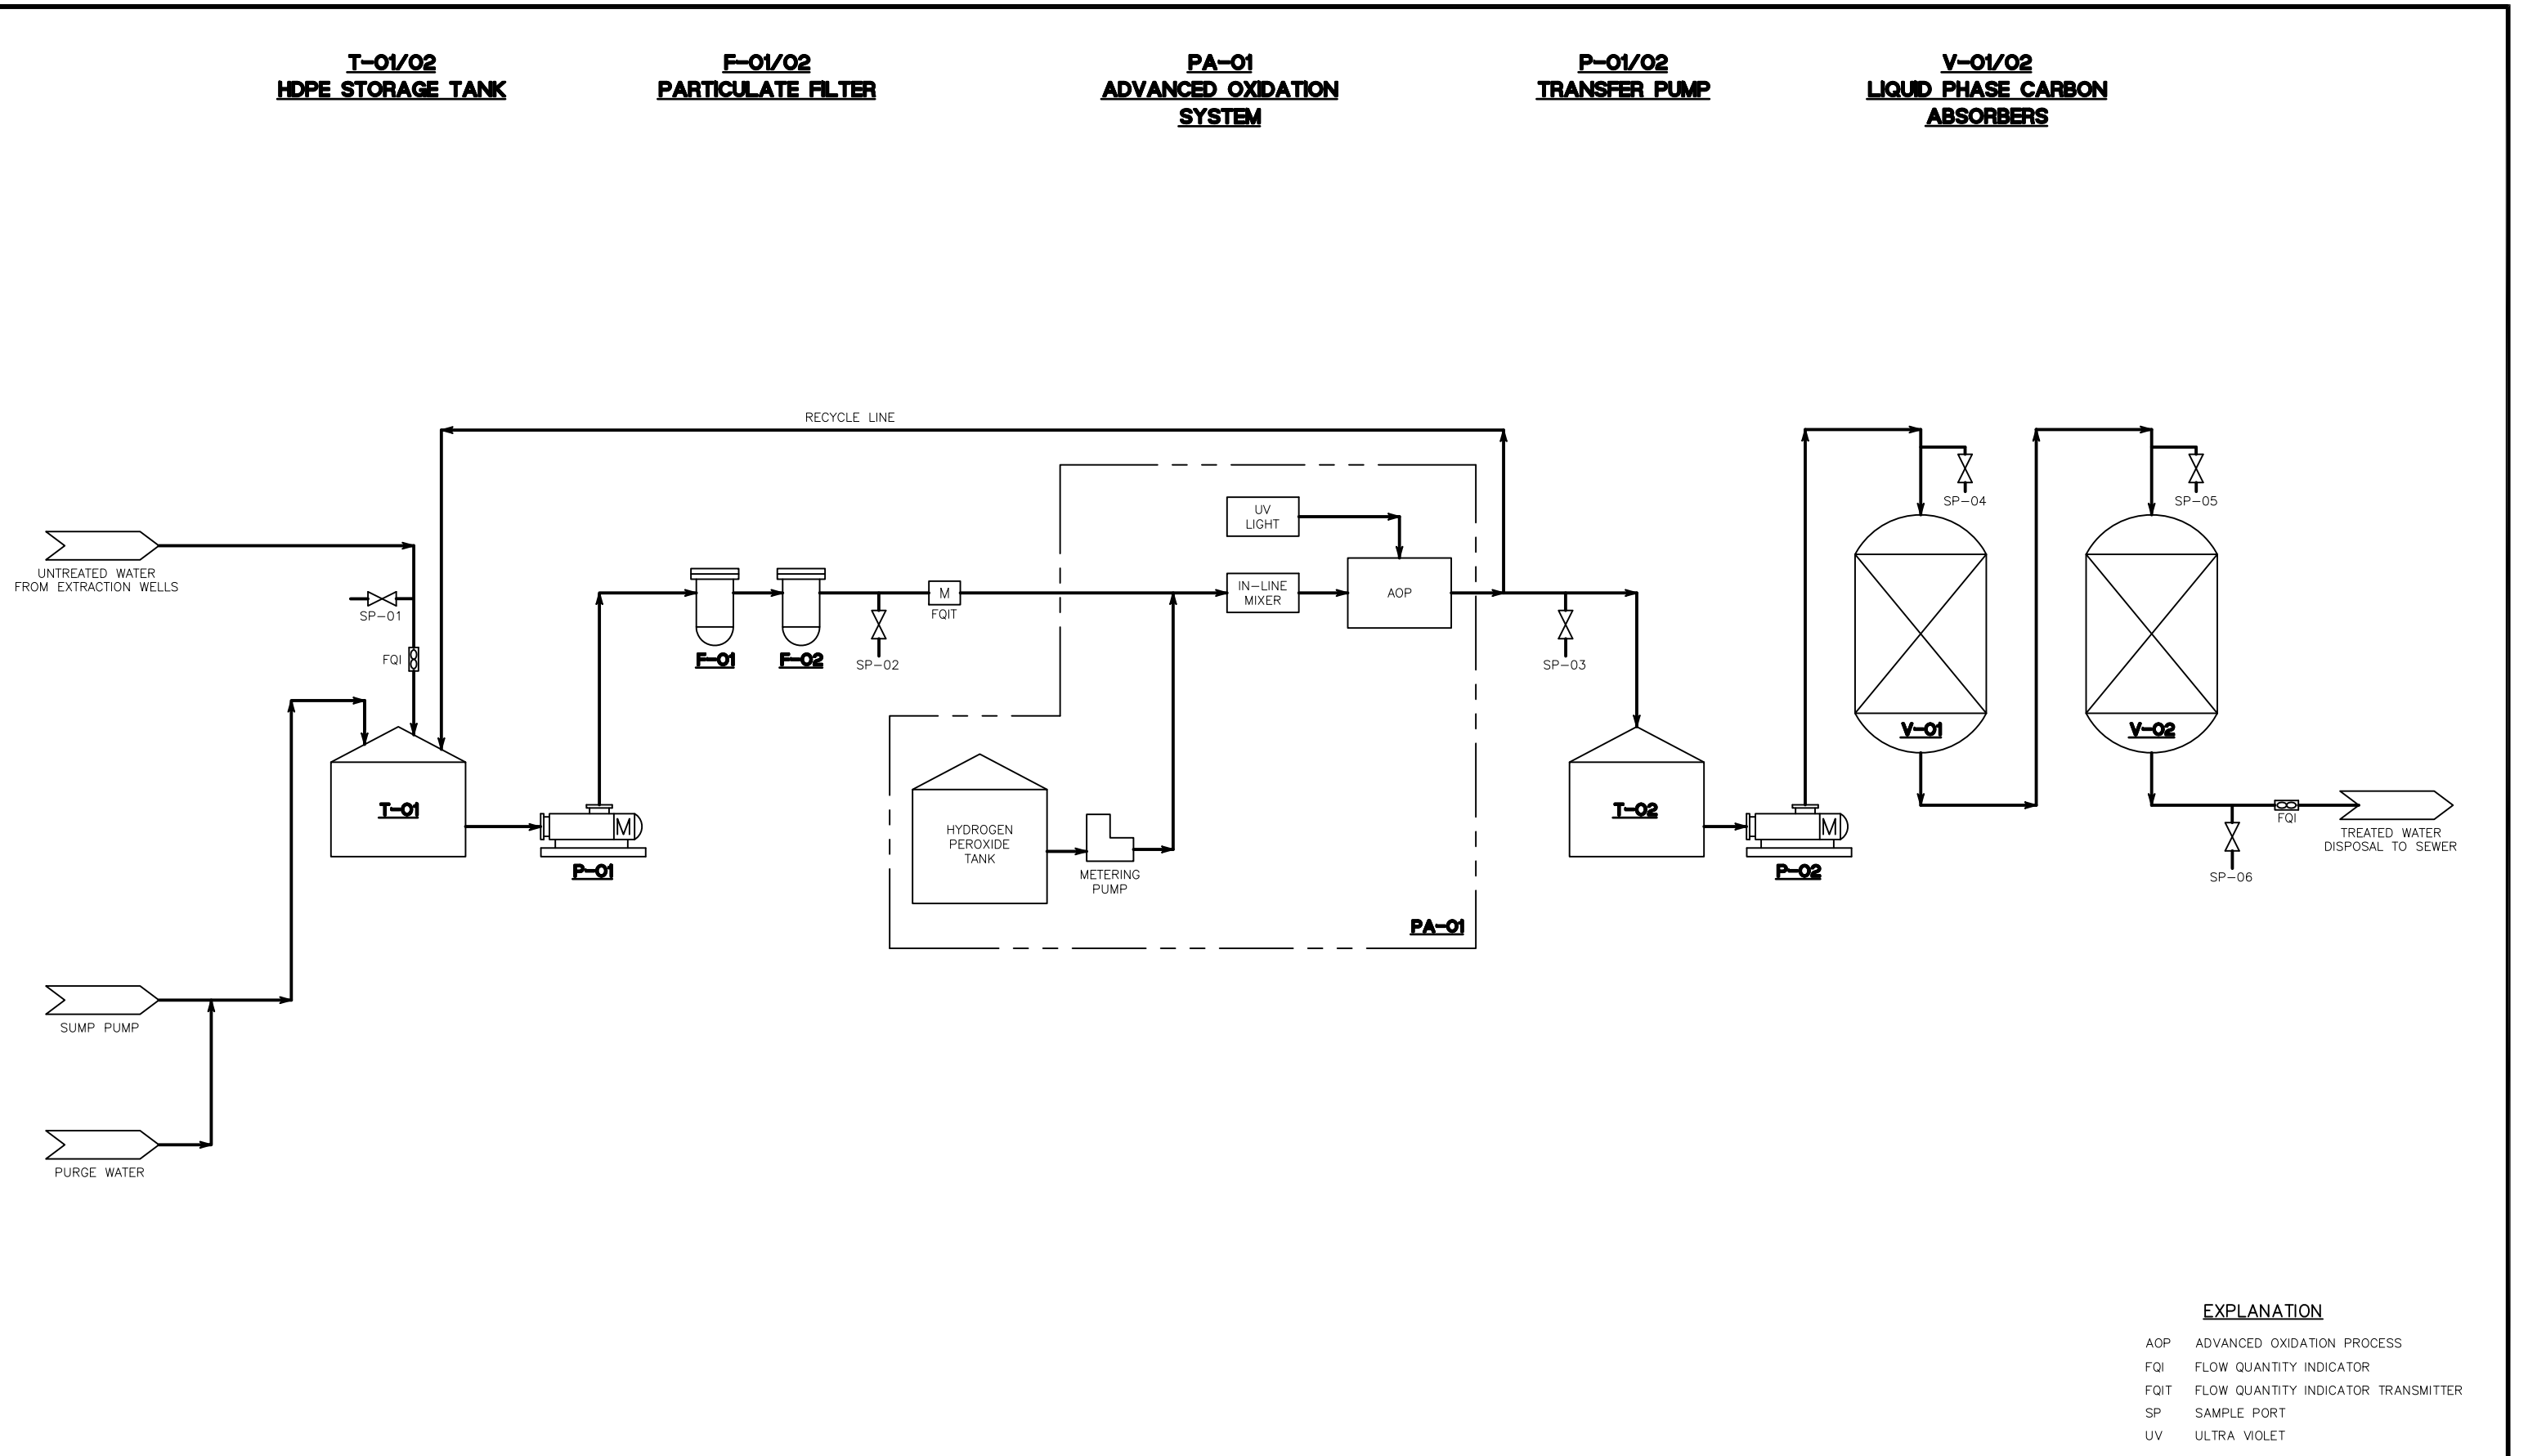 T-01/02
HDPE STORAGE TANK
F-01/02
PARTICULATE FILTER
PA-01
ADVANCED OXIDATION
SYSTEM
P-01/02
TRANSFER PUMP
V-01/02
LIQUID PHASE CARBON
ABSORBERS
RECYCLE LINE
UNTREATED WATER
FROM EXTRACTION WELLS
SP-01
FQI
T-01
M
P-01
F-01
F-02
SP-02
M
FQIT
UV
LIGHT
IN-LINE
MIXER
AOP
HYDROGEN
PEROXIDE
TANK
METERING
PUMP
PA-01
SP-03
T-02
M
P-02
SP-04
V-01
SP-05
V-02
SP-06
FQI
TREATED WATER
DISPOSAL TO SEWER
SUMP PUMP
PURGE WATER
EXPLANATION
AOP ADVANCED OXIDATION PROCESS
FQI FLOW QUANTITY INDICATOR
FQIT FLOW QUANTITY INDICATOR TRANSMITTER
SP SAMPLE PORT
UV ULTRA VIOLET